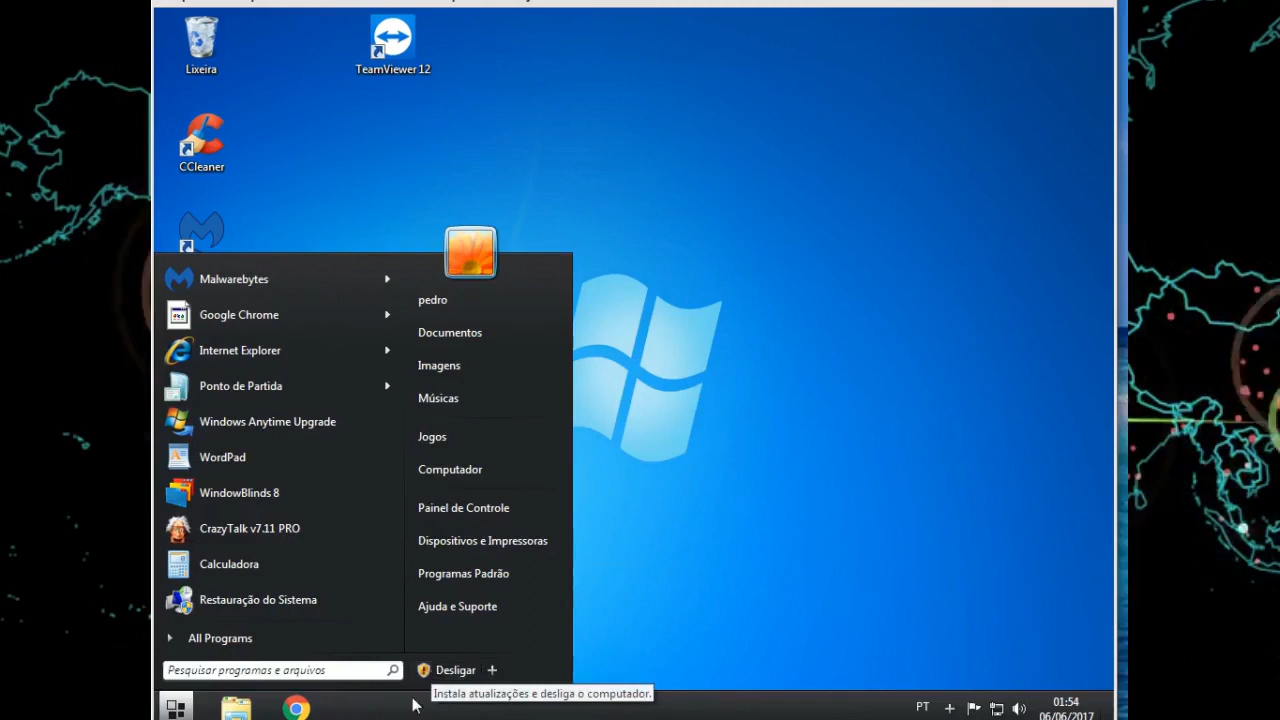 Lixeira
TeamViewer 12
CCleaner
Malwarebytes
Google Chrome
Internet Explorer
Ponto de Partida
Windows Anytime Upgrade
WordPad
WindowBlinds 8
CrazyTalk v7.11 PRO
Calculadora
Restauração do Sistema
All Programs
Pesquisar programas e arquivos
pedro
Documentos
Imagens
Músicas
Jogos
Computador
Painel de Controle
Dispositivos e Impressoras
Programas Padrão
Ajuda e Suporte
Desligar
Instala atualizações e desliga o computador.
PT
01:54
06/06/2017